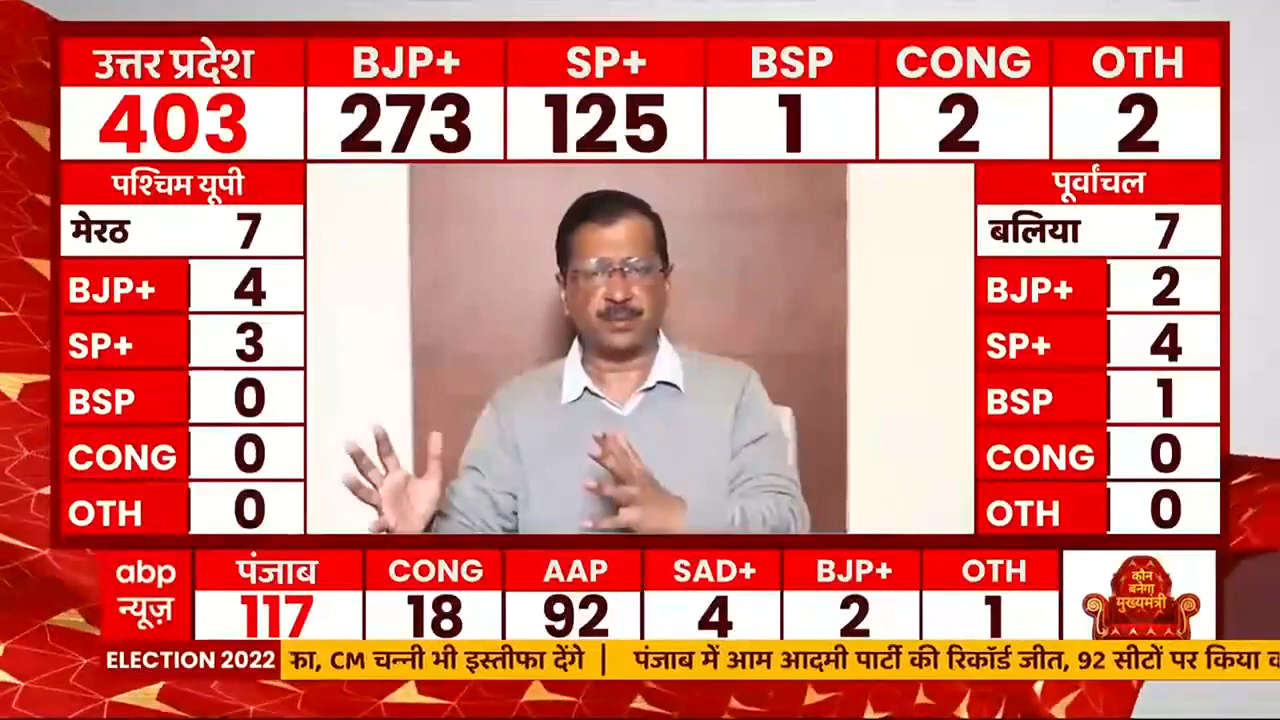 उत्तर प्रदेश BJP+ SP+ BSP CONG OTH
403 273 125 1 2 2
पश्चिम यूपी
मेरठ 7
BJP+ 4
SP+ 3
BSP 0
CONG 0
OTH 0
पूर्वांचल
बलिया 7
BJP+ 2
SP+ 4
BSP 1
CONG 0
OTH 0
abp पंजाब CONG AAP SAD+ BJP+ OTH
न्यूज़ 117 18 92 4 2 1
कौन
बनेगा
मुख्यमंत्री
ELECTION 2022 का, CM चन्नी भी इस्तीफा देंगे | पंजाब में आम आदमी पार्टी की रिकॉर्ड जीत, 92 सीटों पर किया